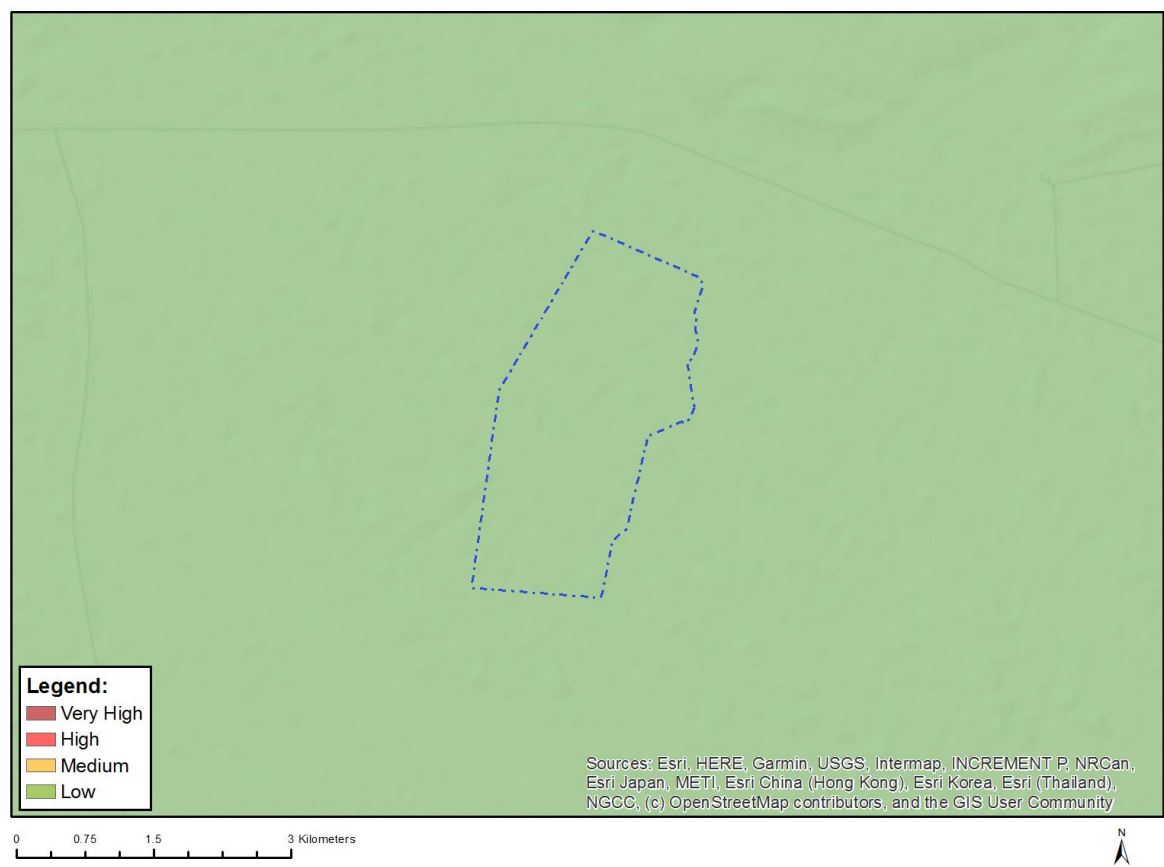 Legend:
Very High
High
Medium
Low
Sources: Esri, HERE, Garmin, USGS, Intermap, INCREMENT P, NRCan,
Esri Japan, METI, Esri China (Hong Kong), Esri Korea, Esri (Thailand),
NGCC, (c) OpenStreetMap contributors, and the GIS User Community
0 0.75 1.5 3 Kilometers
N